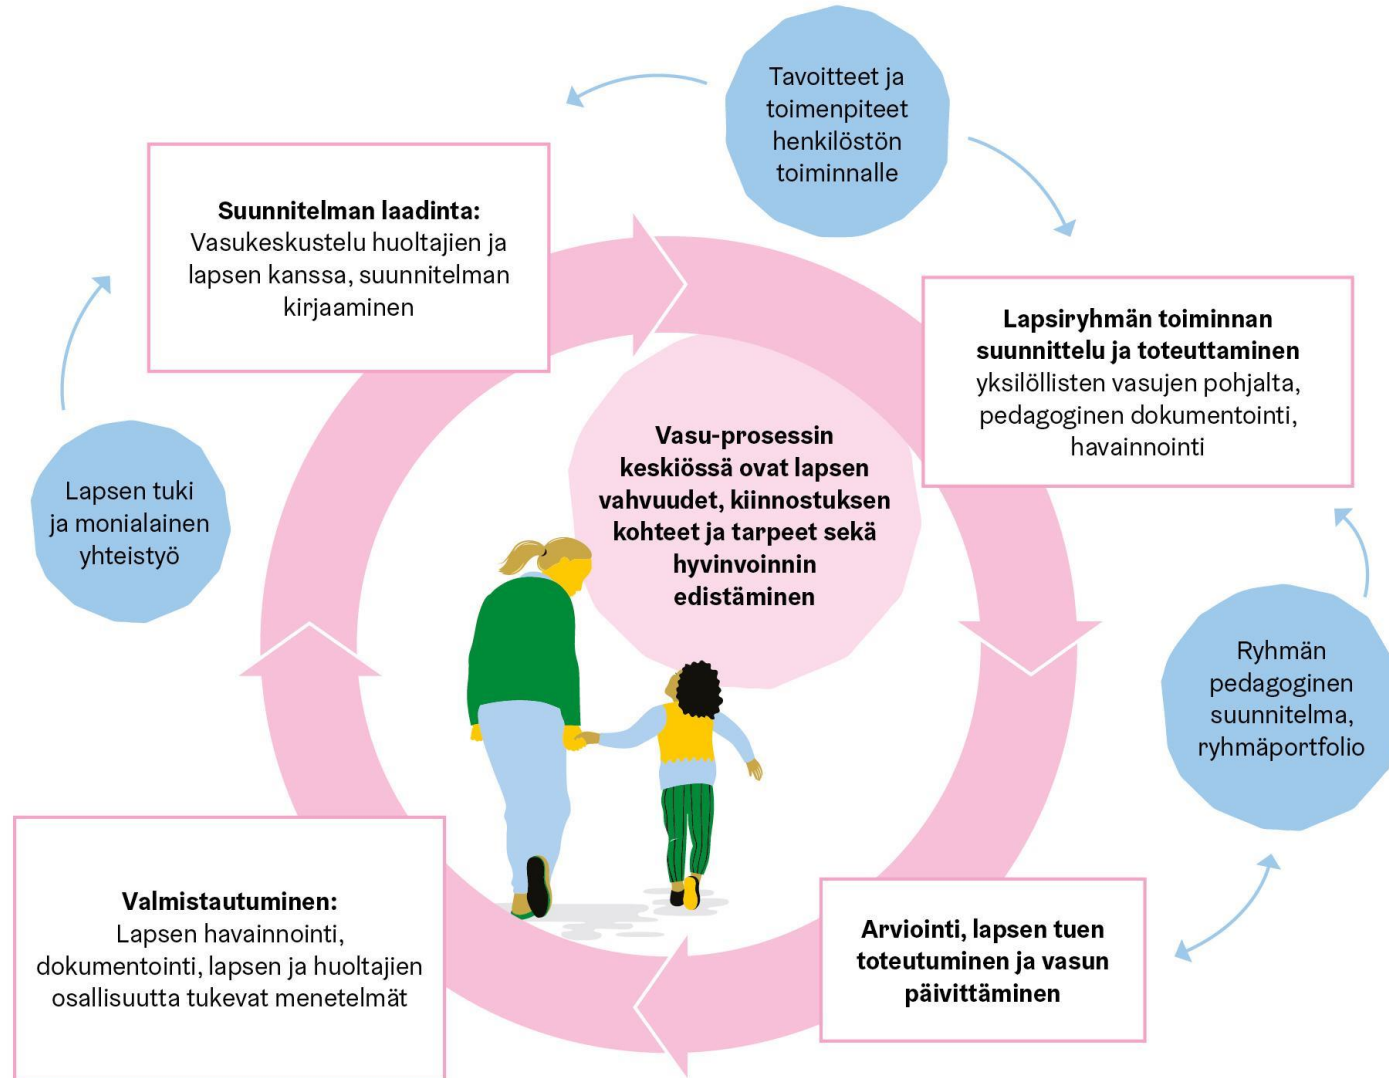 Tavoitteet ja
toimenpiteet
henkilöstön
toiminnalle
Suunnitelman laadinta:
Vasukeskustelu huoltajien ja
lapsen kanssa, suunnitelman
kirjaaminen
Lapsiryhmän toiminnan
suunnittelu ja toteuttaminen
yksilöllisten vasujen pohjalta,
pedagoginen dokumentointi,
havainnointi
Vasu-prosessin
keskiössä ovat lapsen
vahvuudet, kiinnostuksen
kohteet ja tarpeet sekä
hyvinvoinnin
edistäminen
Lapsen tuki
ja monialainen
yhteistyö
Ryhmän
pedagoginen
suunnitelma,
ryhmäportfolio
Valmistautuminen:
Lapsen havainnointi,
dokumentointi, lapsen ja huoltajien
osallisuutta tukevat menetelmät
Arviointi, lapsen tuen
toteutuminen ja vasun
päivittäminen